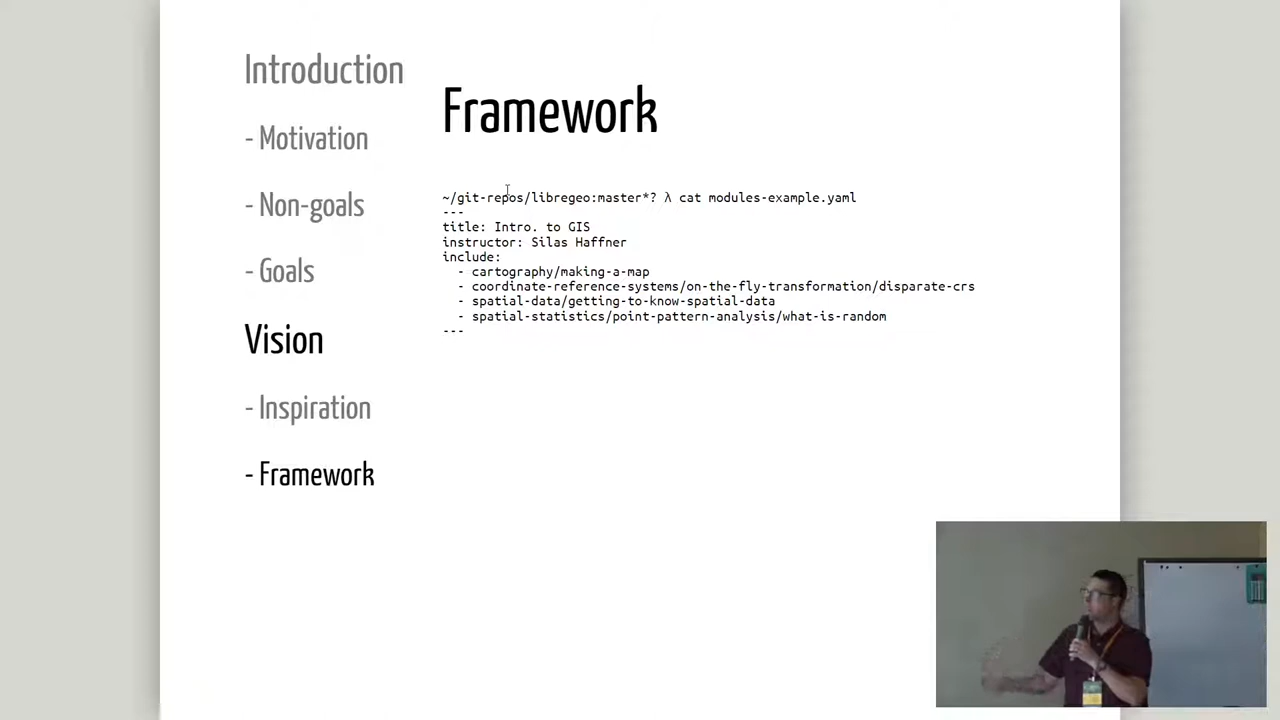 Introduction
- Motivation
- Non-goals
- Goals
Vision
- Inspiration
- Framework
Framework
~/git-repos/libregeo:master*? λ cat modules-example.yaml
---
title: Intro. to GIS
instructor: Silas Haffner
include:
- cartography/making-a-map
- coordinate-reference-systems/on-the-fly-transformation/disparate-crs
- spatial-data/getting-to-know-spatial-data
- spatial-statistics/point-pattern-analysis/what-is-random
---